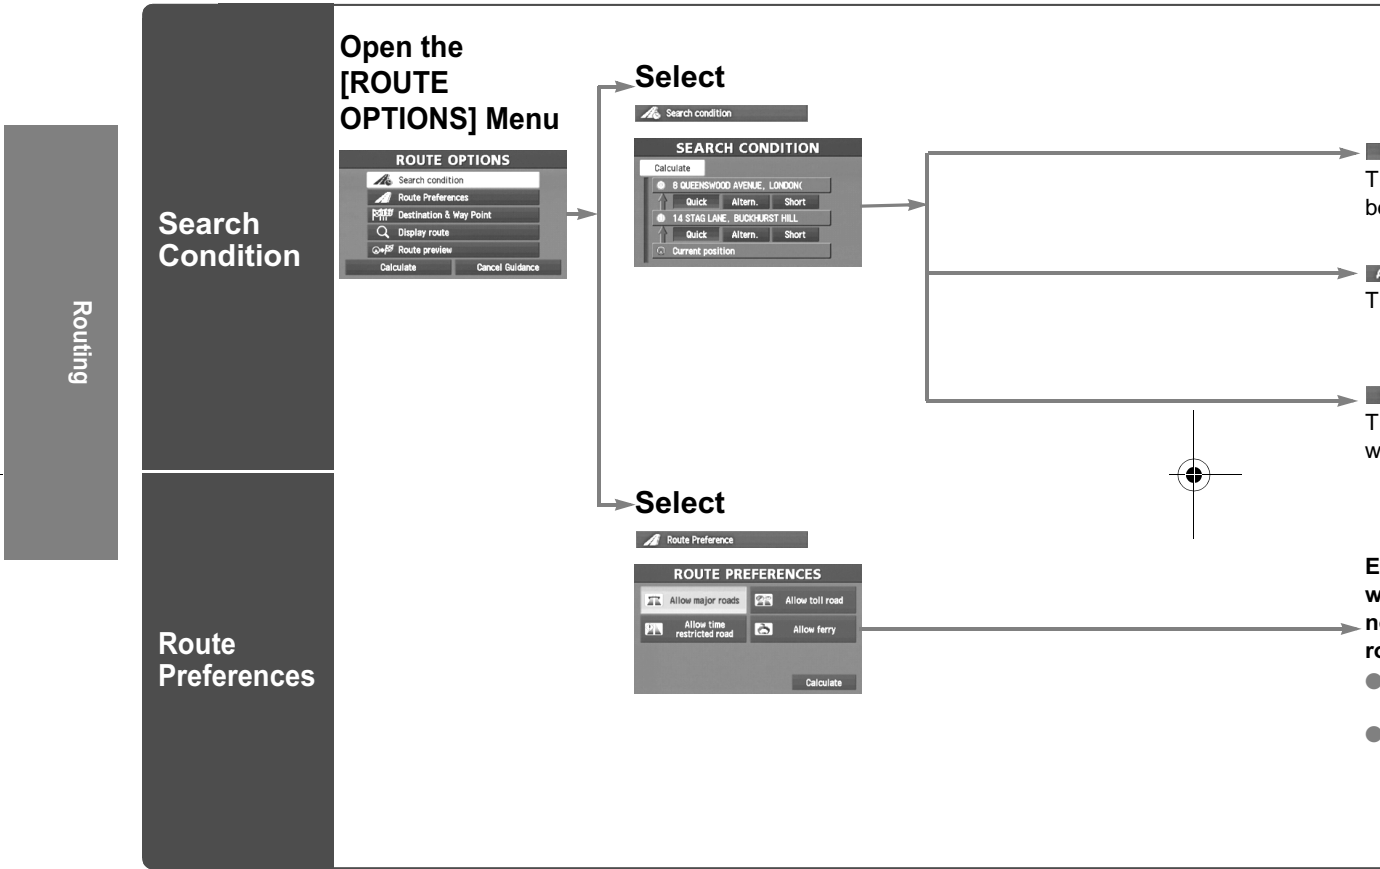 Routing
Search
Condition
Open the
[ROUTE
OPTIONS] Menu
ROUTE OPTIONS
Search condition
Route Preferences
Destination & Way Point
Display route
Route preview
Calculate Cancel Guidance
Select
Search condition
SEARCH CONDITION
Calculate
8 QUEENSWOOD AVENUE, LONDON(
Quick Altern. Short
14 STAG LANE, BUCKHURST HILL
Quick Altern. Short
Current position
T
be
T
T
w
Route
Preferences
Select
Route Preference
ROUTE PREFERENCES
Allow major roads Allow toll road
Allow time
restricted road
Allow ferry
Calculate
E
w
ne
ro